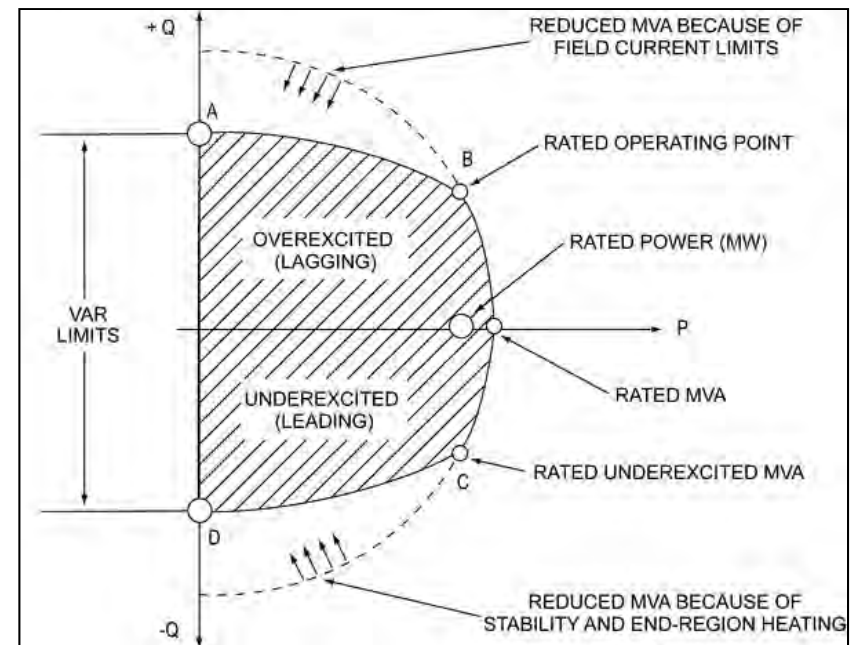 + Q
REDUCED MVA BECAUSE OF
FIELD CURRENT LIMITS
A
B
RATED OPERATING POINT
OVEREXCITED
(LAGGING)
RATED POWER (MW)
VAR
LIMITS
P
UNDEREXCITED
(LEADING)
RATED MVA
RATED UNDEREXCITED MVA
C
D
REDUCED MVA BECAUSE OF
STABILITY AND END-REGION HEATING
-Q